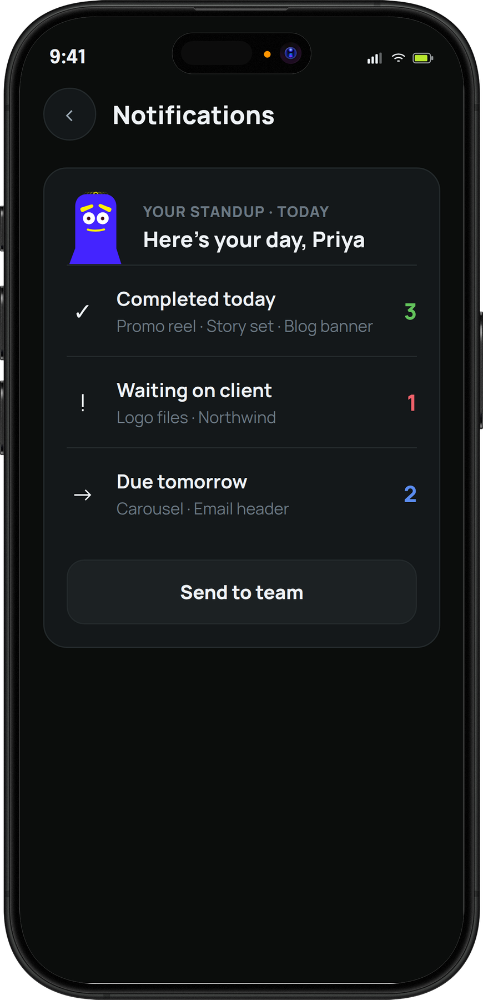 9:41
Notifications
YOUR STANDUP · TODAY
Here’s your day, Priya
✓ Completed today 3
Promo reel · Story set · Blog banner
! Waiting on client 1
Logo files · Northwind
→ Due tomorrow 2
Carousel · Email header
Send to team